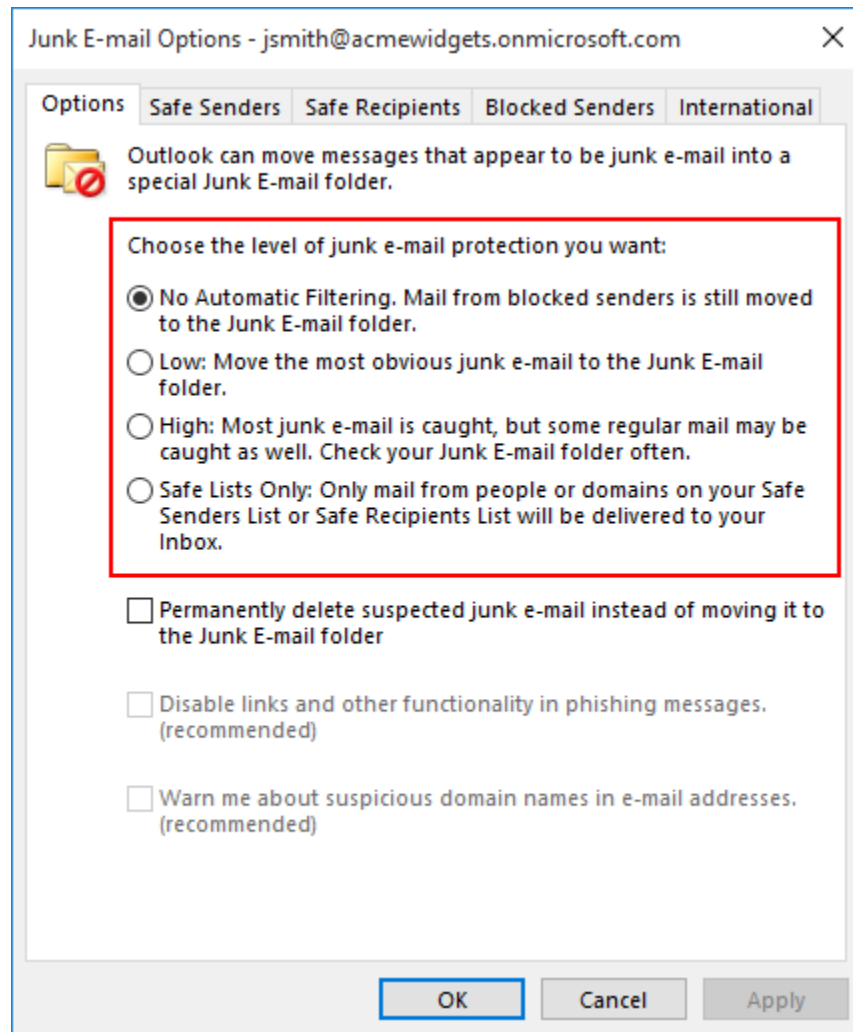 Junk E-mail Options - jsmith@acmewidgets.onmicrosoft.com
Options Safe Senders Safe Recipients Blocked Senders International
Outlook can move messages that appear to be junk e-mail into a
special Junk E-mail folder.
Choose the level of junk e-mail protection you want:
No Automatic Filtering. Mail from blocked senders is still moved
to the Junk E-mail folder.
Low: Move the most obvious junk e-mail to the Junk E-mail
folder.
High: Most junk e-mail is caught, but some regular mail may be
caught as well. Check your Junk E-mail folder often.
Safe Lists Only: Only mail from people or domains on your Safe
Senders List or Safe Recipients List will be delivered to your
Inbox.
Permanently delete suspected junk e-mail instead of moving it to
the Junk E-mail folder
Disable links and other functionality in phishing messages.
(recommended)
Warn me about suspicious domain names in e-mail addresses.
(recommended)
OK Cancel Apply